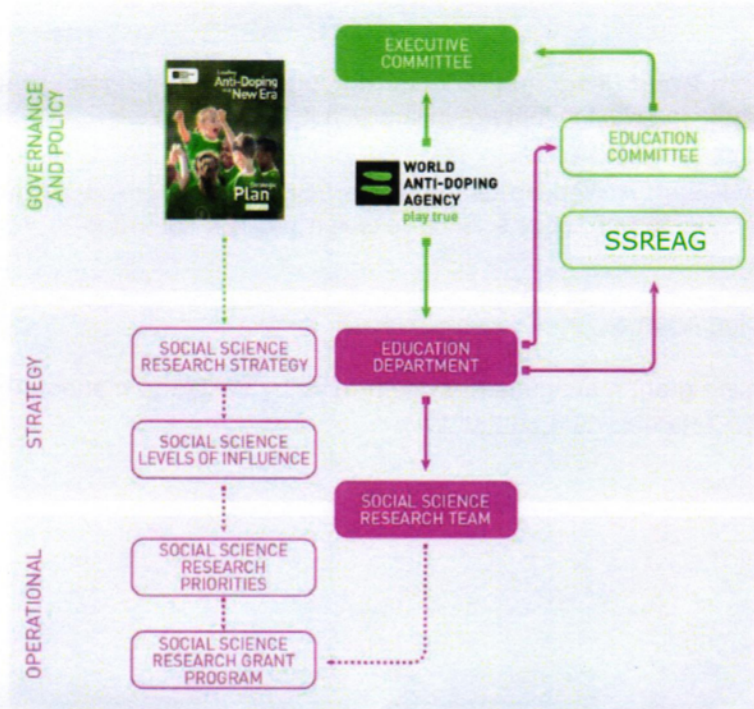 GOVERNANCE
AND POLICY
Leading
Anti-Doping
New Era
Strategic
Plan
EXECUTIVE
COMMITTEE
WORLD
ANTI-DOPING
AGENCY
play true
EDUCATION
COMMITTEE
SSREAG
STRATEGY
SOCIAL SCIENCE
RESEARCH STRATEGY
EDUCATION
DEPARTMENT
SOCIAL SCIENCE
LEVELS OF INFLUENCE
SOCIAL SCIENCE
RESEARCH TEAM
OPERATIONAL
SOCIAL SCIENCE
RESEARCH
PRIORITIES
SOCIAL SCIENCE
RESEARCH GRANT
PROGRAM